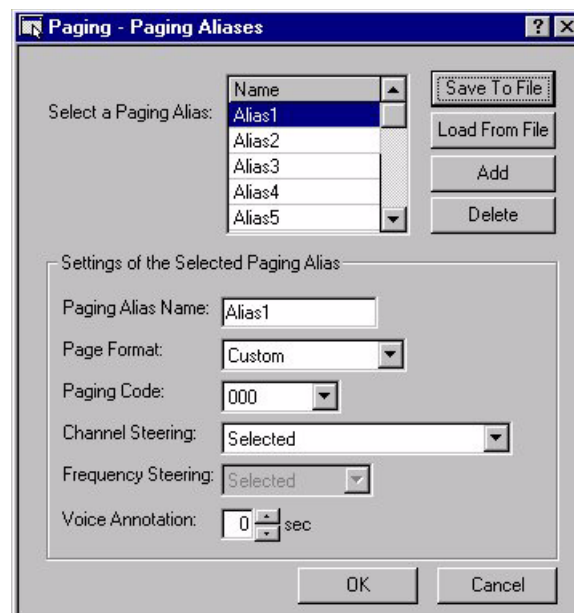 Paging - Paging Aliases
Select a Paging Alias:
Name
Alias1
Alias2
Alias3
Alias4
Alias5
Save To File
Load From File
Add
Delete
Settings of the Selected Paging Alias
Paging Alias Name: Alias1
Page Format: Custom
Paging Code: 000
Channel Steering: Selected
Frequency Steering: Selected
Voice Annotation: 0 sec
OK Cancel